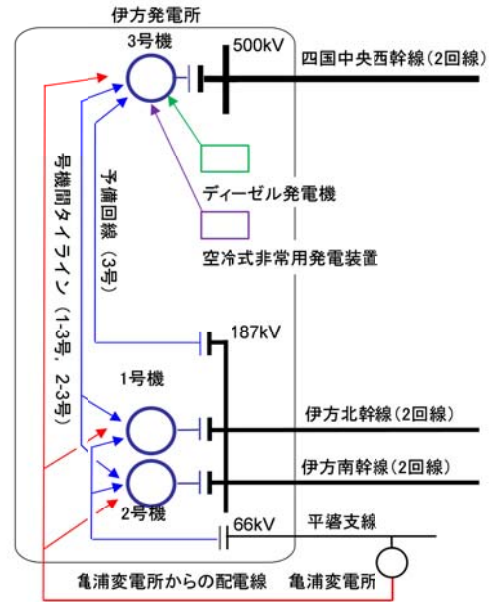 伊方発電所
3号機
500kV
四国中央西幹線(2回線)
ディーゼル発電機
空冷式非常用発電装置
号機間タイライン(1-3号, 2-3号)
予備回線(3号)
187kV
1号機
伊方北幹線(2回線)
伊方南幹線(2回線)
2号機
66kV
平碆支線
亀浦変電所からの配電線
亀浦変電所